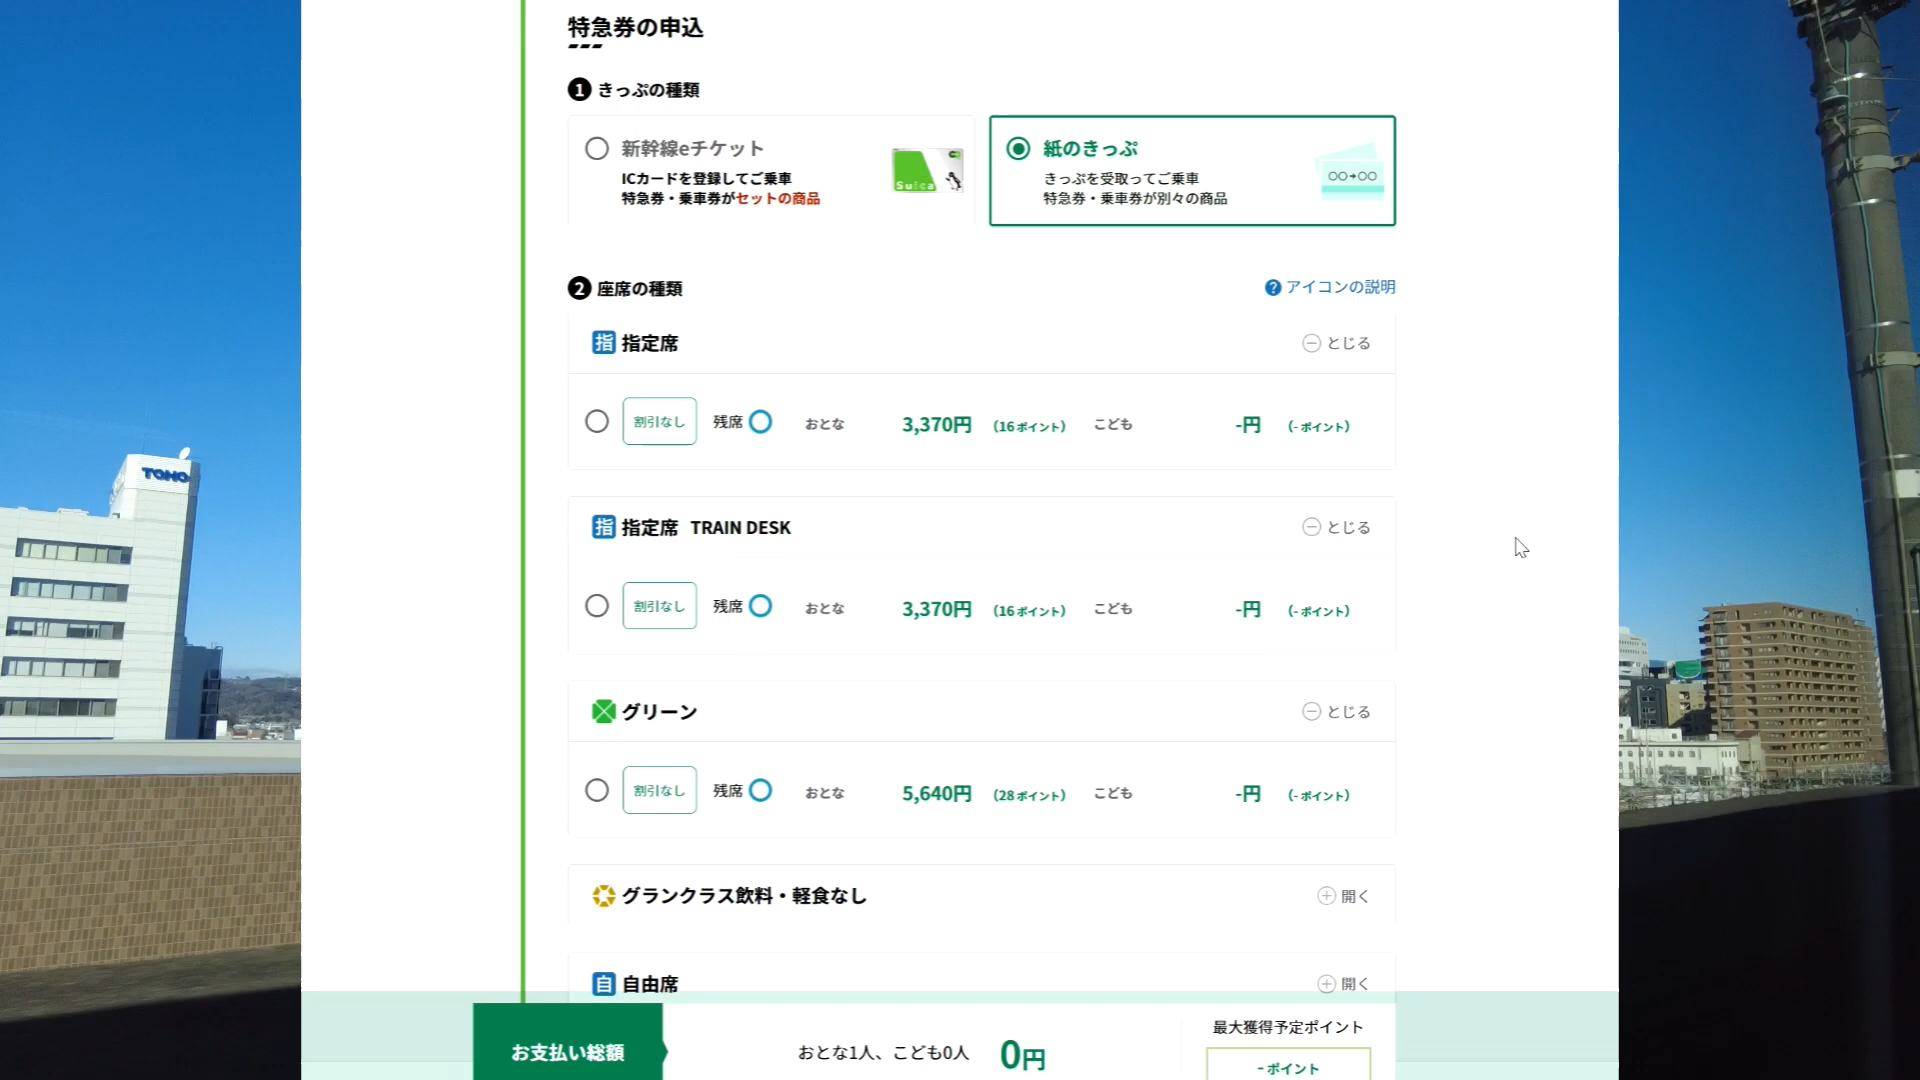 特急券の申込
1 きっぷの種類
新幹線eチケット
ICカードを登録してご乗車
特急券・乗車券がセットの商品
Suica
紙のきっぷ
きっぷを受取ってご乗車
特急券・乗車券が別々の商品
○○→○○
2 座席の種類
? アイコンの説明
指 指定席
とじる
割引なし 残席 おとな 3,370円 (16ポイント) こども -円 (-ポイント)
指 指定席 TRAIN DESK
とじる
割引なし 残席 おとな 3,370円 (16ポイント) こども -円 (-ポイント)
グリーン
とじる
割引なし 残席 おとな 5,640円 (28ポイント) こども -円 (-ポイント)
グランクラス飲料・軽食なし
開く
自 自由席
開く
お支払い総額
おとな1人、こども0人 0円
最大獲得予定ポイント
-ポイント
TOHO